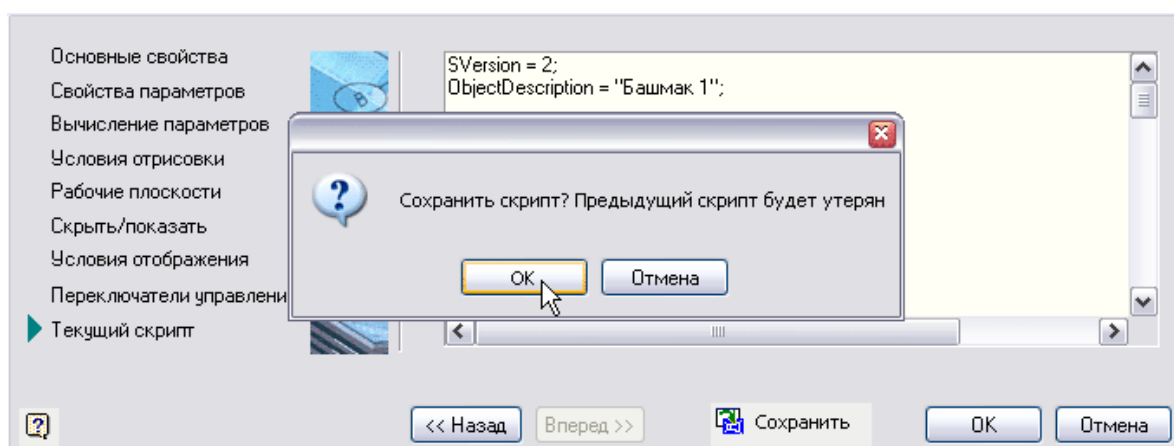 Основные свойства
Свойства параметров
Вычисление параметров
Условия отрисовки
Рабочие плоскости
Скрыть/показать
Условия отображения
Переключатели управлени
Текущий скрипт
SVersion = 2;
ObjectDescription = "Башмак 1";
Сохранить скрипт? Предыдущий скрипт будет утерян
OK
Отмена
<< Назад
Вперед >>
Сохранить
OK
Отмена